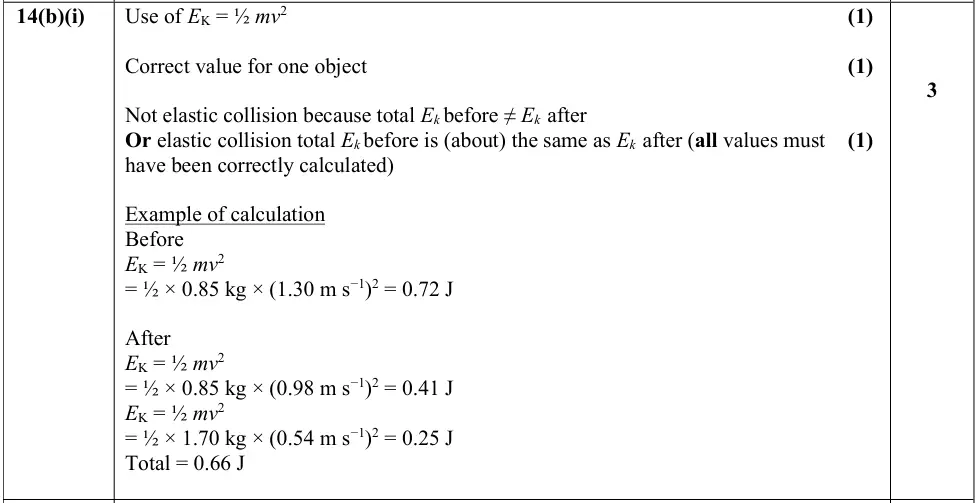 14(b)(i) Use of EK = ½ mv² (1)
Correct value for one object (1)
3
Not elastic collision because total Ek before ≠ Ek after
Or elastic collision total Ek before is (about) the same as Ek after (all values must (1)
have been correctly calculated)
Example of calculation
Before
EK = ½ mv²
= ½ × 0.85 kg × (1.30 m s⁻¹)² = 0.72 J
After
EK = ½ mv²
= ½ × 0.85 kg × (0.98 m s⁻¹)² = 0.41 J
EK = ½ mv²
= ½ × 1.70 kg × (0.54 m s⁻¹)² = 0.25 J
Total = 0.66 J